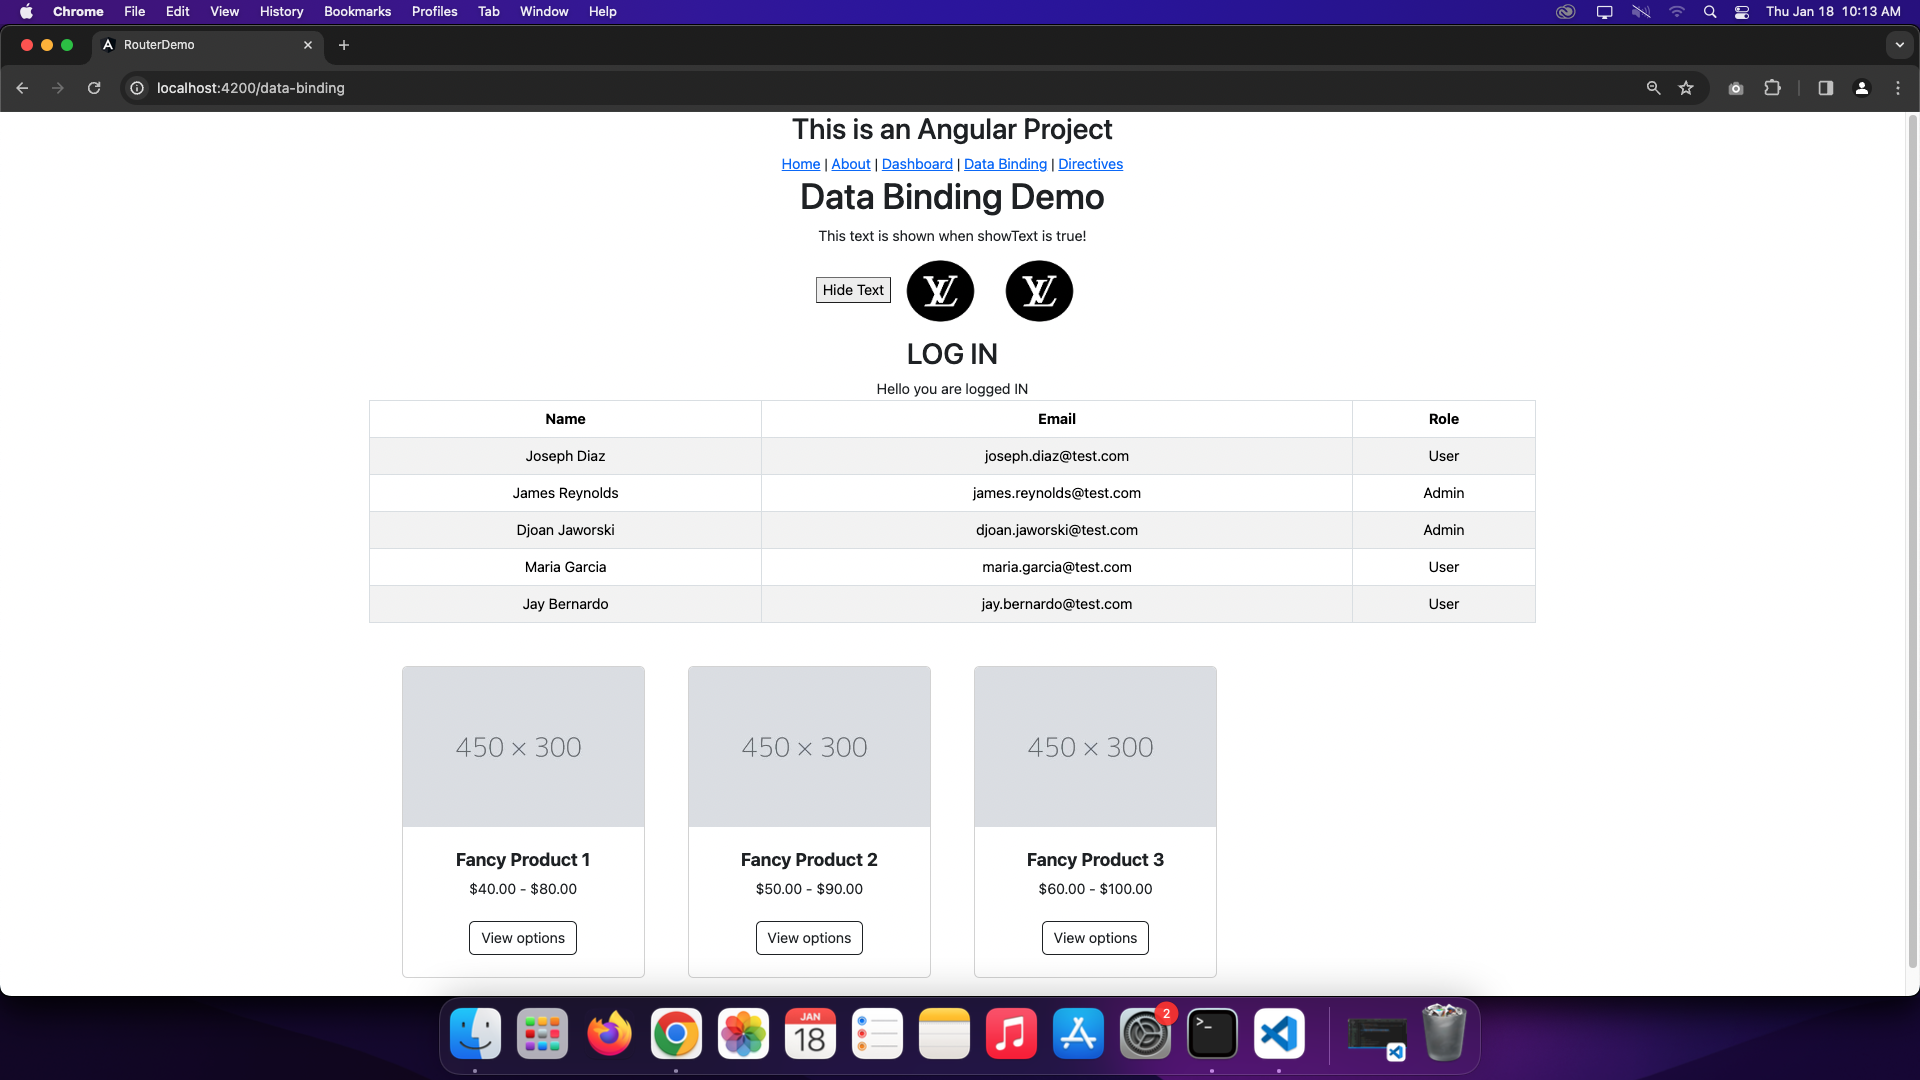 Chrome File Edit View History Bookmarks Profiles Tab Window Help Thu Jan 18 10:13 AM
RouterDemo
localhost:4200/data-binding
This is an Angular Project
Home | About | Dashboard | Data Binding | Directives
Data Binding Demo
This text is shown when showText is true!
Hide Text
LOG IN
Hello you are logged IN
Name Email Role
Joseph Diaz joseph.diaz@test.com User
James Reynolds james.reynolds@test.com Admin
Djoan Jaworski djoan.jaworski@test.com Admin
Maria Garcia maria.garcia@test.com User
Jay Bernardo jay.bernardo@test.com User
450 × 300 450 × 300 450 × 300
Fancy Product 1 Fancy Product 2 Fancy Product 3
$40.00 - $80.00 $50.00 - $90.00 $60.00 - $100.00
View options View options View options
JAN 2
18